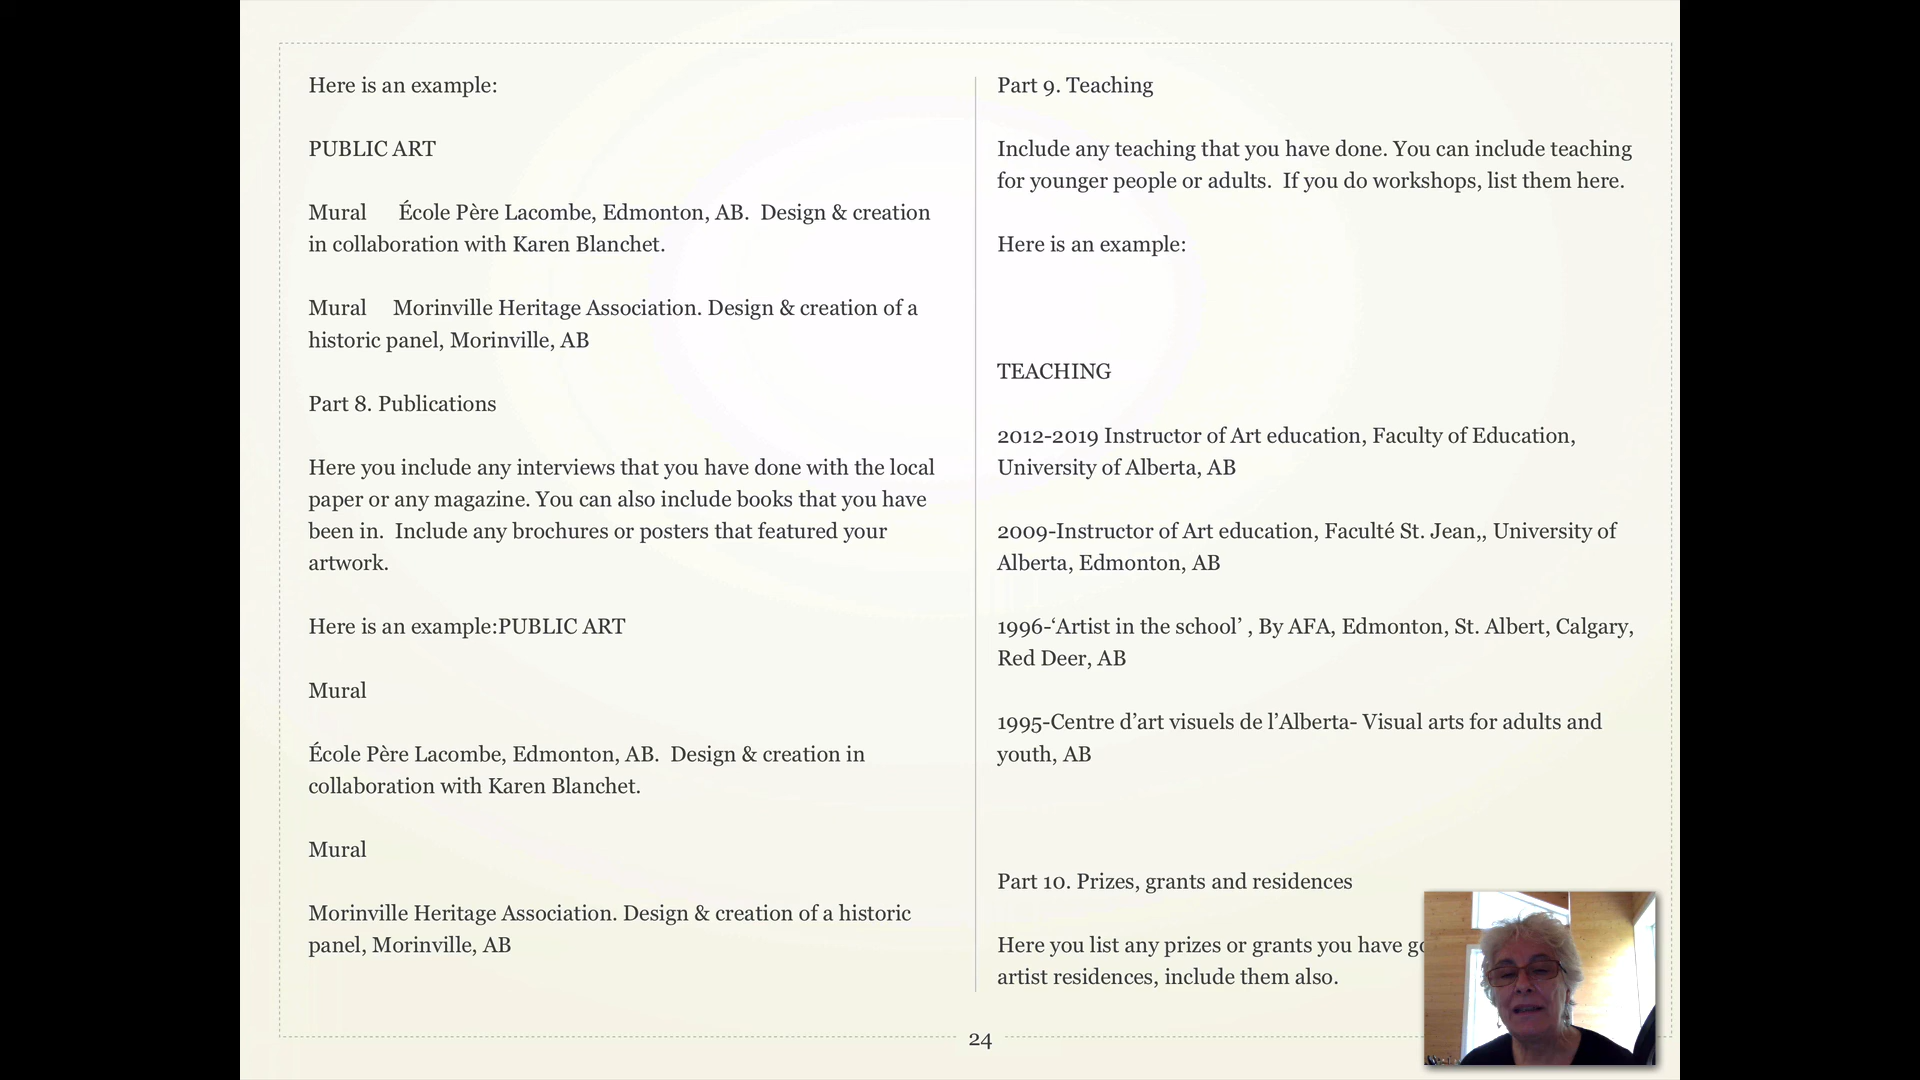 Here is an example:
PUBLIC ART
Mural École Père Lacombe, Edmonton, AB. Design & creation
in collaboration with Karen Blanchet.
Mural Morinville Heritage Association. Design & creation of a
historic panel, Morinville, AB
Part 8. Publications
Here you include any interviews that you have done with the local
paper or any magazine. You can also include books that you have
been in. Include any brochures or posters that featured your
artwork.
Here is an example:PUBLIC ART
Mural
École Père Lacombe, Edmonton, AB. Design & creation in
collaboration with Karen Blanchet.
Mural
Morinville Heritage Association. Design & creation of a historic
panel, Morinville, AB
Part 9. Teaching
Include any teaching that you have done. You can include teaching
for younger people or adults. If you do workshops, list them here.
Here is an example:
TEACHING
2012-2019 Instructor of Art education, Faculty of Education,
University of Alberta, AB
2009-Instructor of Art education, Faculté St. Jean,, University of
Alberta, Edmonton, AB
1996-‘Artist in the school’ , By AFA, Edmonton, St. Albert, Calgary,
Red Deer, AB
1995-Centre d’art visuels de l’Alberta- Visual arts for adults and
youth, AB
Part 10. Prizes, grants and residences
Here you list any prizes or grants you have
artist residences, include them also.
24